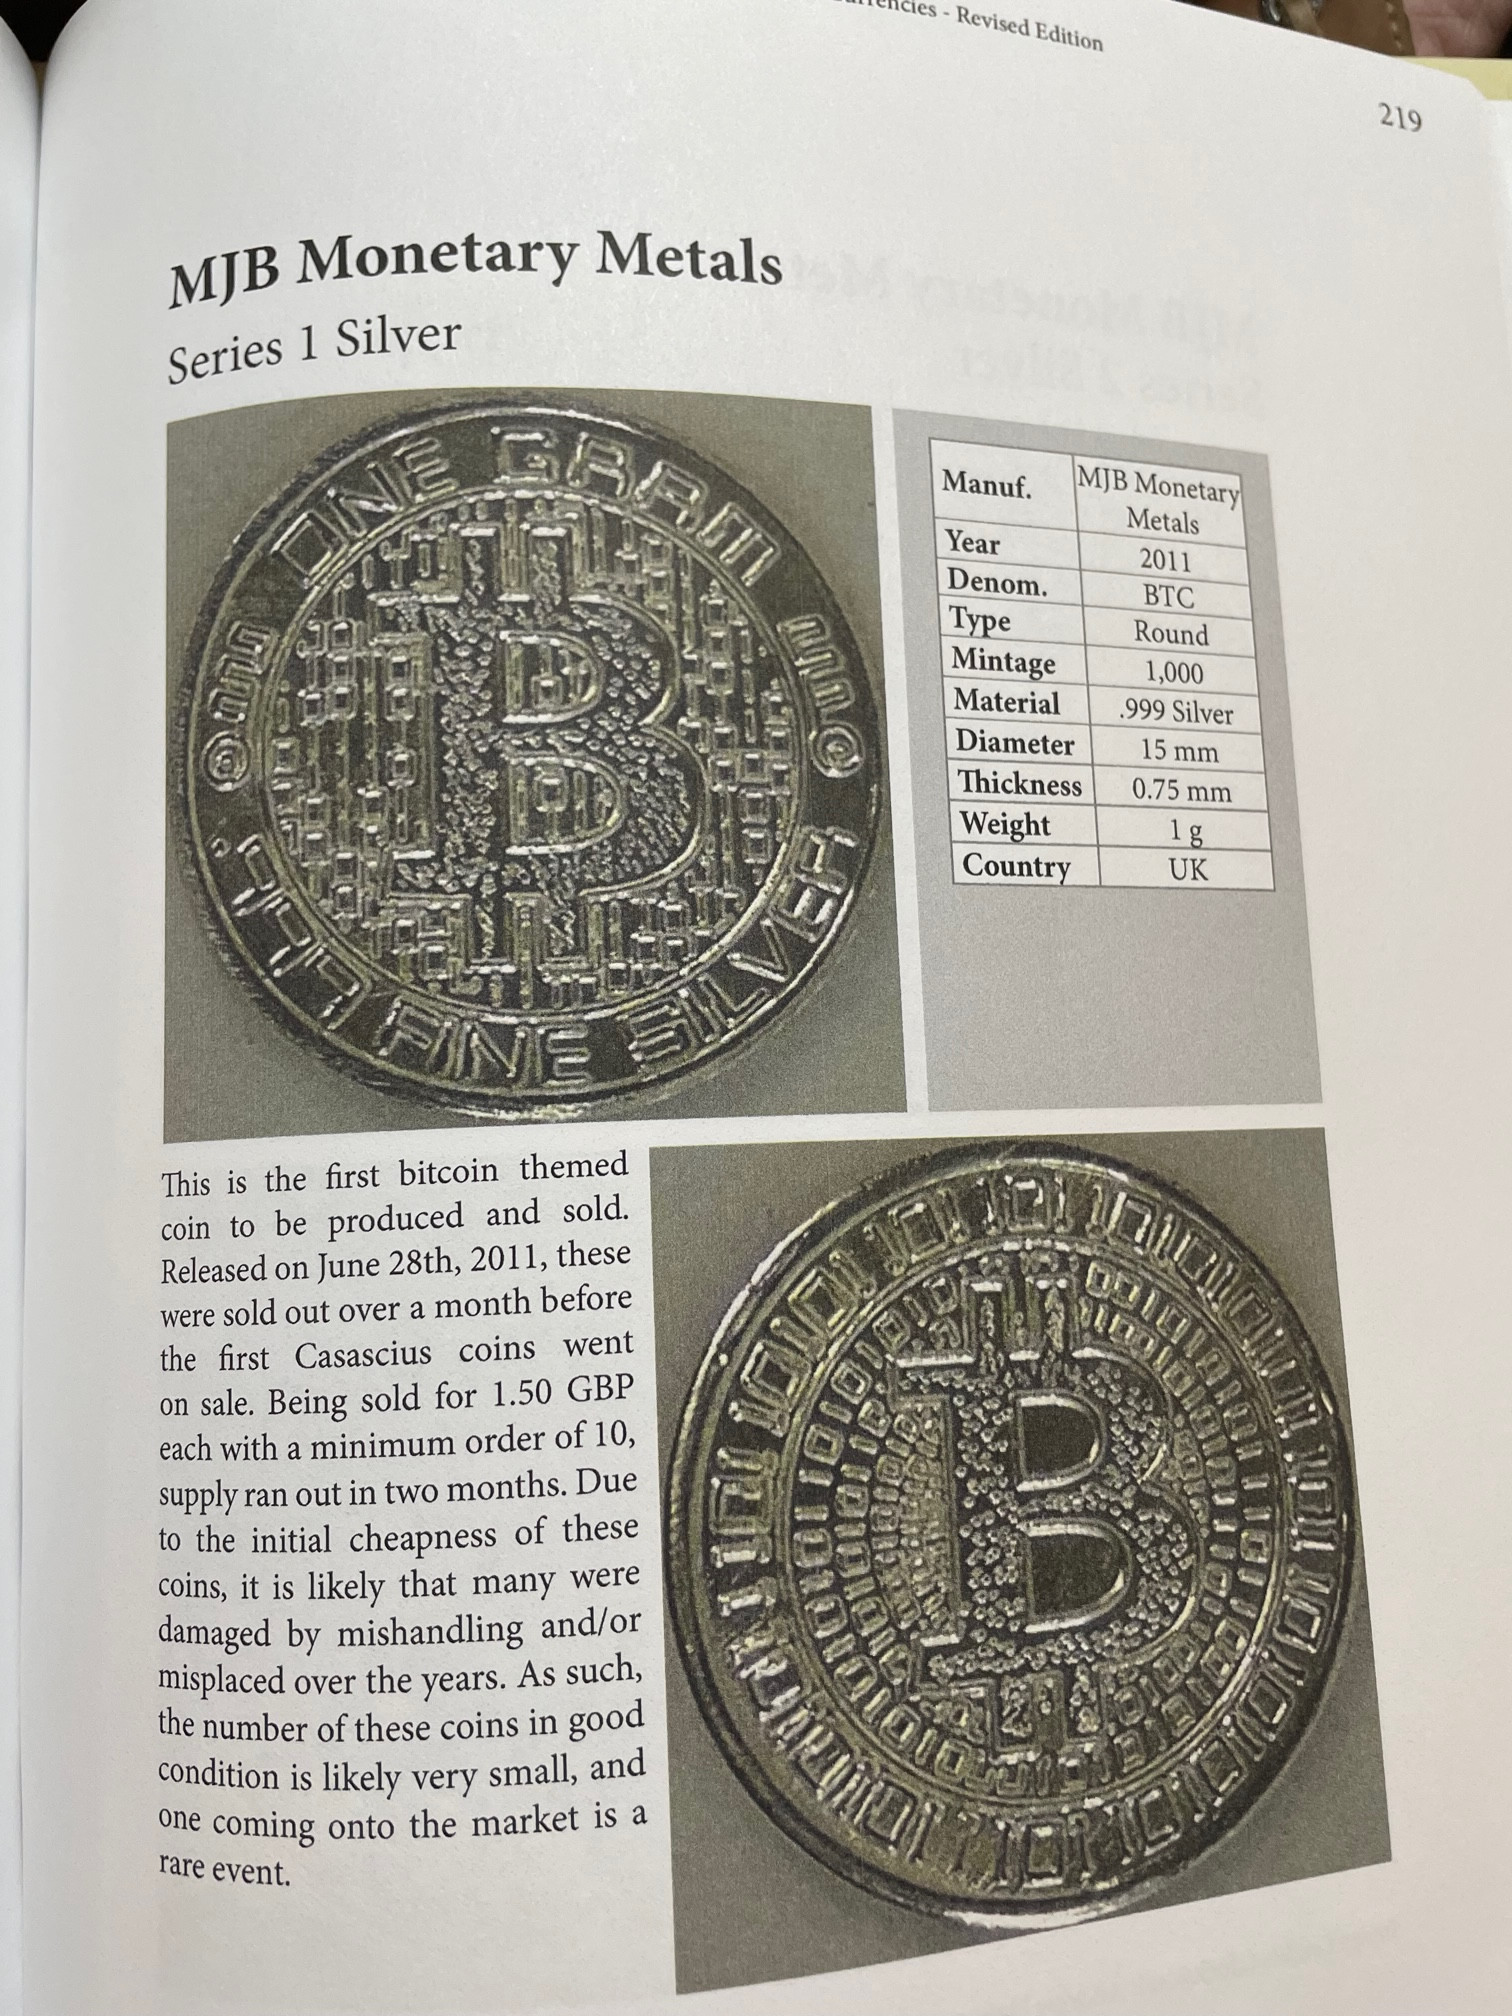 - Revised Edition
219
MJB Monetary Metals
Series 1 Silver
ONE GRAM
.999 FINE SILVER
Manuf. MJB Monetary Metals
Year 2011
Denom. BTC
Type Round
Mintage 1,000
Material .999 Silver
Diameter 15 mm
Thickness 0.75 mm
Weight 1 g
Country UK
This is the first bitcoin themed
coin to be produced and sold.
Released on June 28th, 2011, these
were sold out over a month before
the first Casascius coins went
on sale. Being sold for 1.50 GBP
each with a minimum order of 10,
supply ran out in two months. Due
to the initial cheapness of these
coins, it is likely that many were
damaged by mishandling and/or
misplaced over the years. As such,
the number of these coins in good
condition is likely very small, and
one coming onto the market is a
rare event.